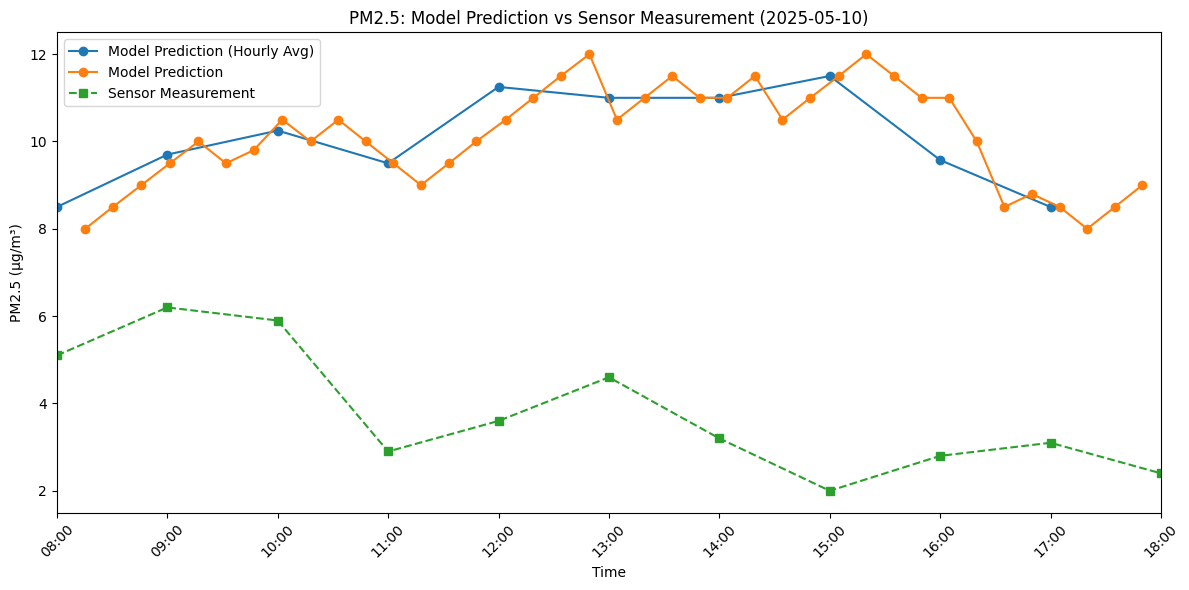 PM2.5: Model Prediction vs Sensor Measurement (2025-05-10)
Model Prediction (Hourly Avg)
Model Prediction
Sensor Measurement
PM2.5 (µg/m³)
12
10
8
6
4
2
08:00
09:00
10:00
11:00
12:00
13:00
14:00
15:00
16:00
17:00
18:00
Time